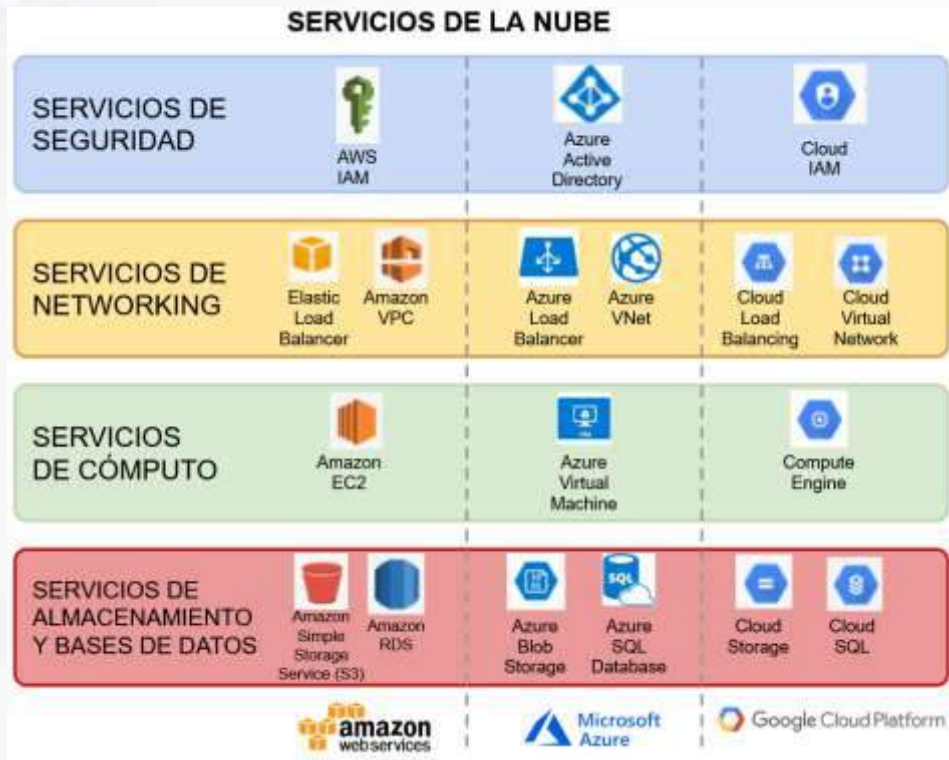 SERVICIOS DE LA NUBE
SERVICIOS DE
SEGURIDAD
AWS
IAM
Azure
Active
Directory
Cloud
IAM
SERVICIOS DE
NETWORKING
Elastic
Load
Balancer
Amazon
VPC
Azure
Load
Balancer
Azure
VNet
Cloud
Load
Balancing
Cloud
Virtual
Network
SERVICIOS
DE CÓMPUTO
Amazon
EC2
Azure
Virtual
Machine
Compute
Engine
SERVICIOS DE
ALMACENAMIENTO
Y BASES DE DATOS
Amazon
Simple
Storage
Service (S3)
Amazon
RDS
Azure
Blob
Storage
SQL
Azure
SQL
Database
Cloud
Storage
Cloud
SQL
amazon
webservices
Microsoft
Azure
Google Cloud Platform